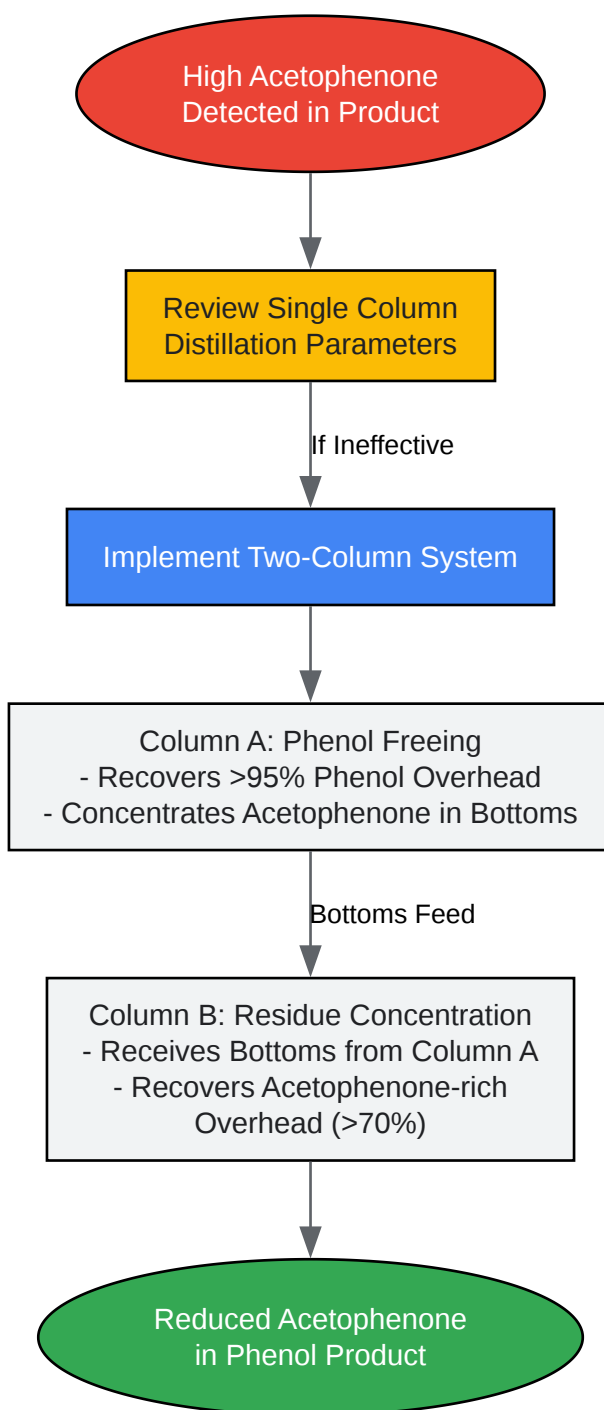 High Acetophenone
Detected in Product
Review Single Column
Distillation Parameters
If Ineffective
Implement Two-Column System
Column A: Phenol Freeing
- Recovers >95% Phenol Overhead
- Concentrates Acetophenone in Bottoms
Bottoms Feed
Column B: Residue Concentration
- Receives Bottoms from Column A
- Recovers Acetophenone-rich
Overhead (>70%)
Reduced Acetophenone
in Phenol Product